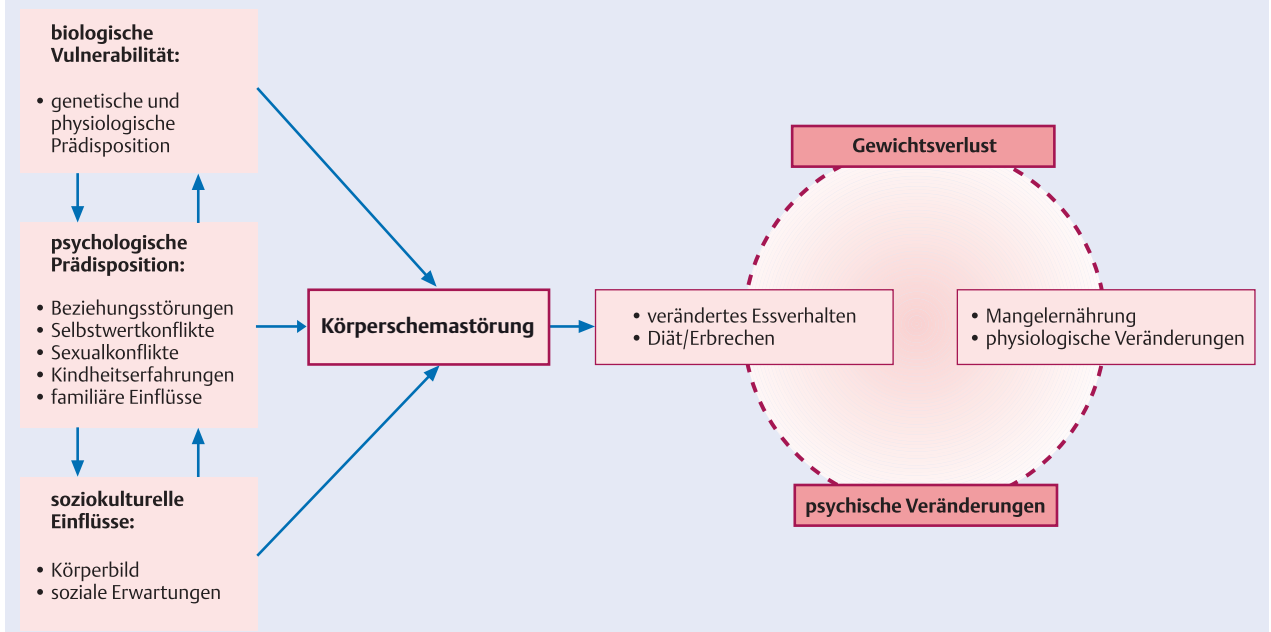 biologische
Vulnerabilität:
• genetische und
physiologische
Prädisposition
psychologische
Prädisposition:
• Beziehungsstörungen
• Selbstwertkonflikte
• Sexualkonflikte
• Kindheitserfahrungen
• familiäre Einflüsse
soziokulturelle
Einflüsse:
• Körperbild
• soziale Erwartungen
Körperschemastörung
Gewichtsverlust
• verändertes Essverhalten
• Diät/Erbrechen
• Mangelernährung
• physiologische Veränderungen
psychische Veränderungen